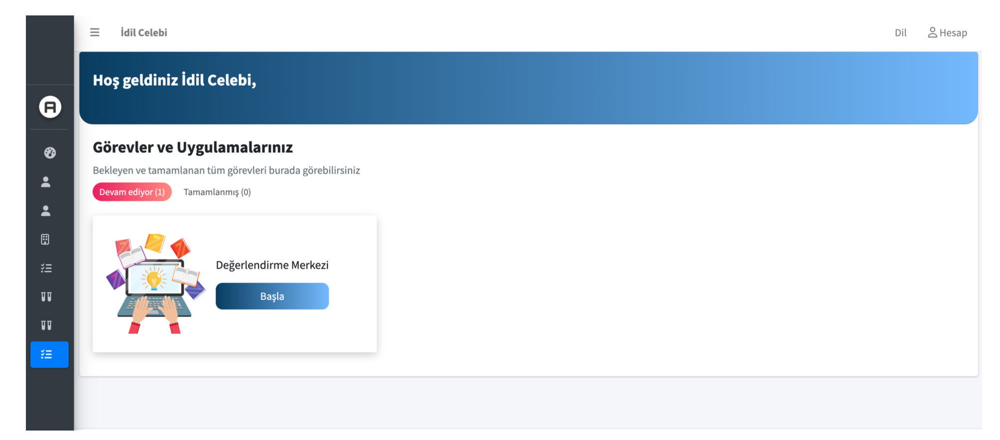 İdil Celebi
Dil
Hesap
Hoş geldiniz İdil Celebi,
Görevler ve Uygulamalarınız
Bekleyen ve tamamlanan tüm görevleri burada görebilirsiniz
Devam ediyor (1)
Tamamlanmış (0)
Değerlendirme Merkezi
Başla